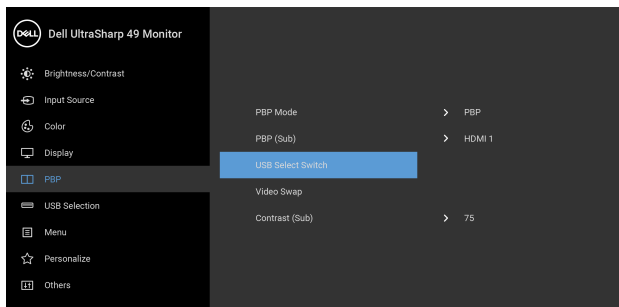 DELL
Dell UltraSharp 49 Monitor
Brightness/Contrast
Input Source
Color
Display
PBP
USB Selection
Menu
Personalize
Others
PBP Mode > PBP
PBP (Sub) > HDMI 1
USB Select Switch
Video Swap
Contrast (Sub) > 75